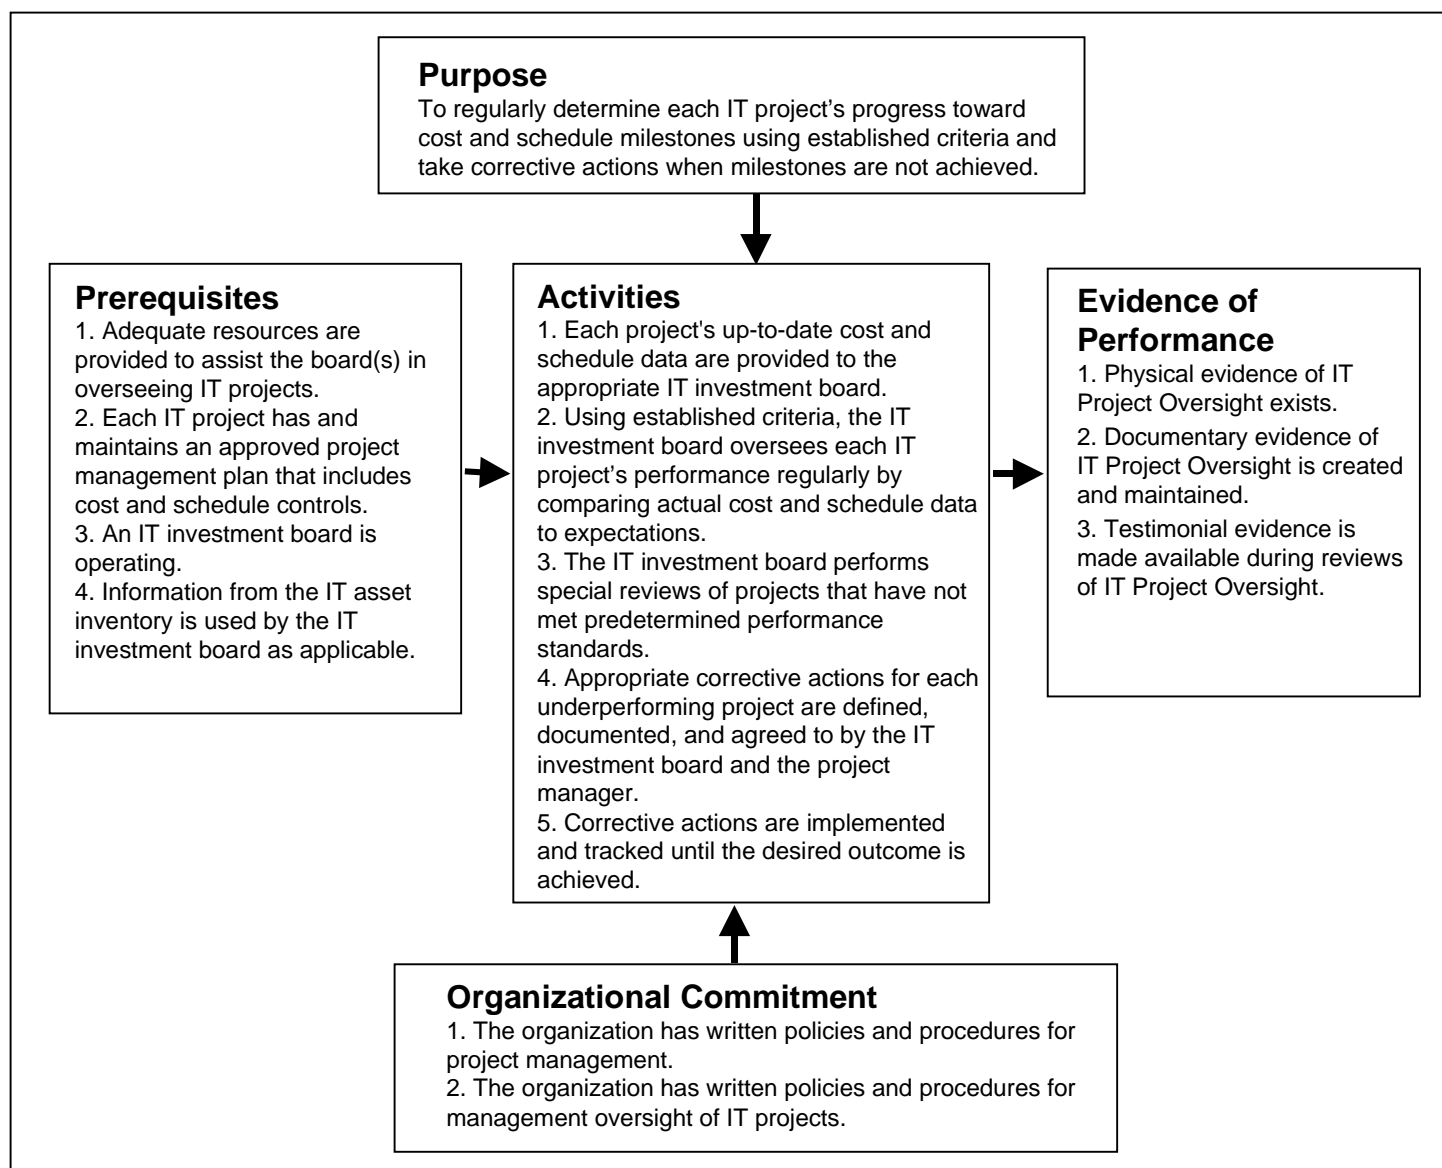 Purpose
To regularly determine each IT project’s progress toward
cost and schedule milestones using established criteria and
take corrective actions when milestones are not achieved.
Prerequisites
1. Adequate resources are
provided to assist the board(s) in
overseeing IT projects.
2. Each IT project has and
maintains an approved project
management plan that includes
cost and schedule controls.
3. An IT investment board is
operating.
4. Information from the IT asset
inventory is used by the IT
investment board as applicable.
Activities
1. Each project's up-to-date cost and
schedule data are provided to the
appropriate IT investment board.
2. Using established criteria, the IT
investment board oversees each IT
project’s performance regularly by
comparing actual cost and schedule data
to expectations.
3. The IT investment board performs
special reviews of projects that have not
met predetermined performance
standards.
4. Appropriate corrective actions for each
underperforming project are defined,
documented, and agreed to by the IT
investment board and the project
manager.
5. Corrective actions are implemented
and tracked until the desired outcome is
achieved.
Evidence of
Performance
1. Physical evidence of IT
Project Oversight exists.
2. Documentary evidence of
IT Project Oversight is created
and maintained.
3. Testimonial evidence is
made available during reviews
of IT Project Oversight.
Organizational Commitment
1. The organization has written policies and procedures for
project management.
2. The organization has written policies and procedures for
management oversight of IT projects.